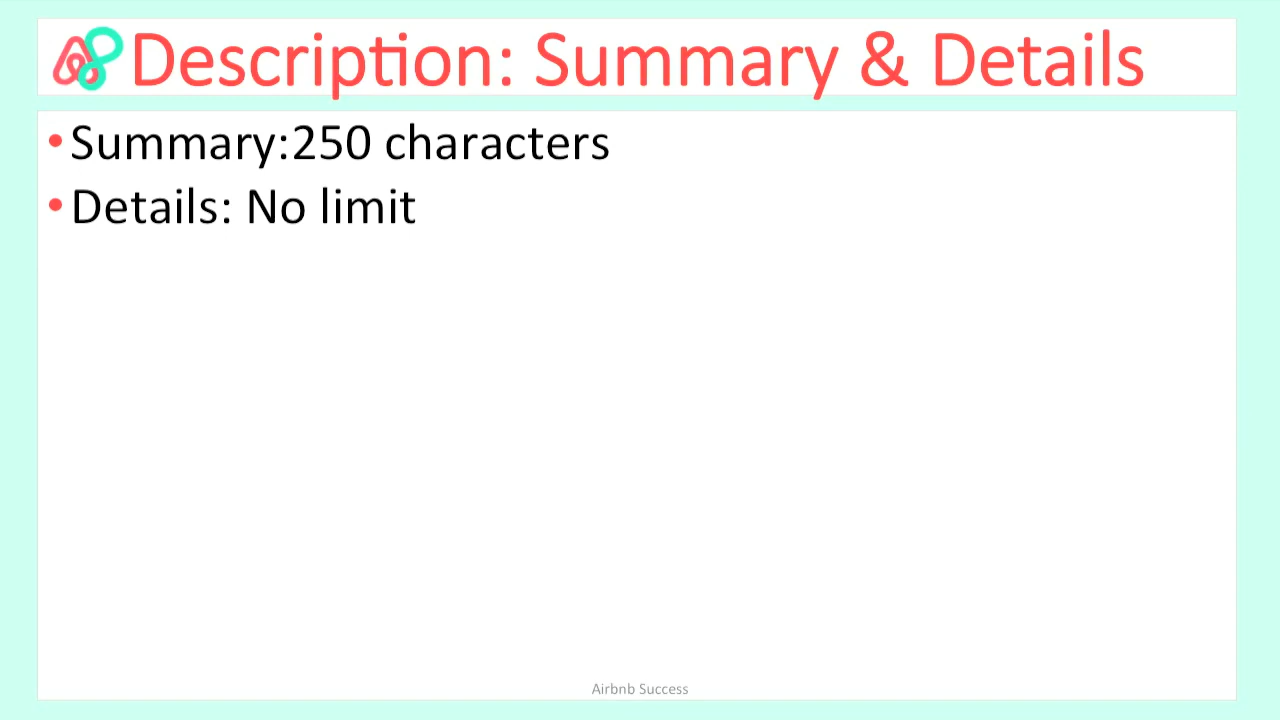 Description: Summary & Details
•Summary:250 characters
•Details: No limit
Airbnb Success